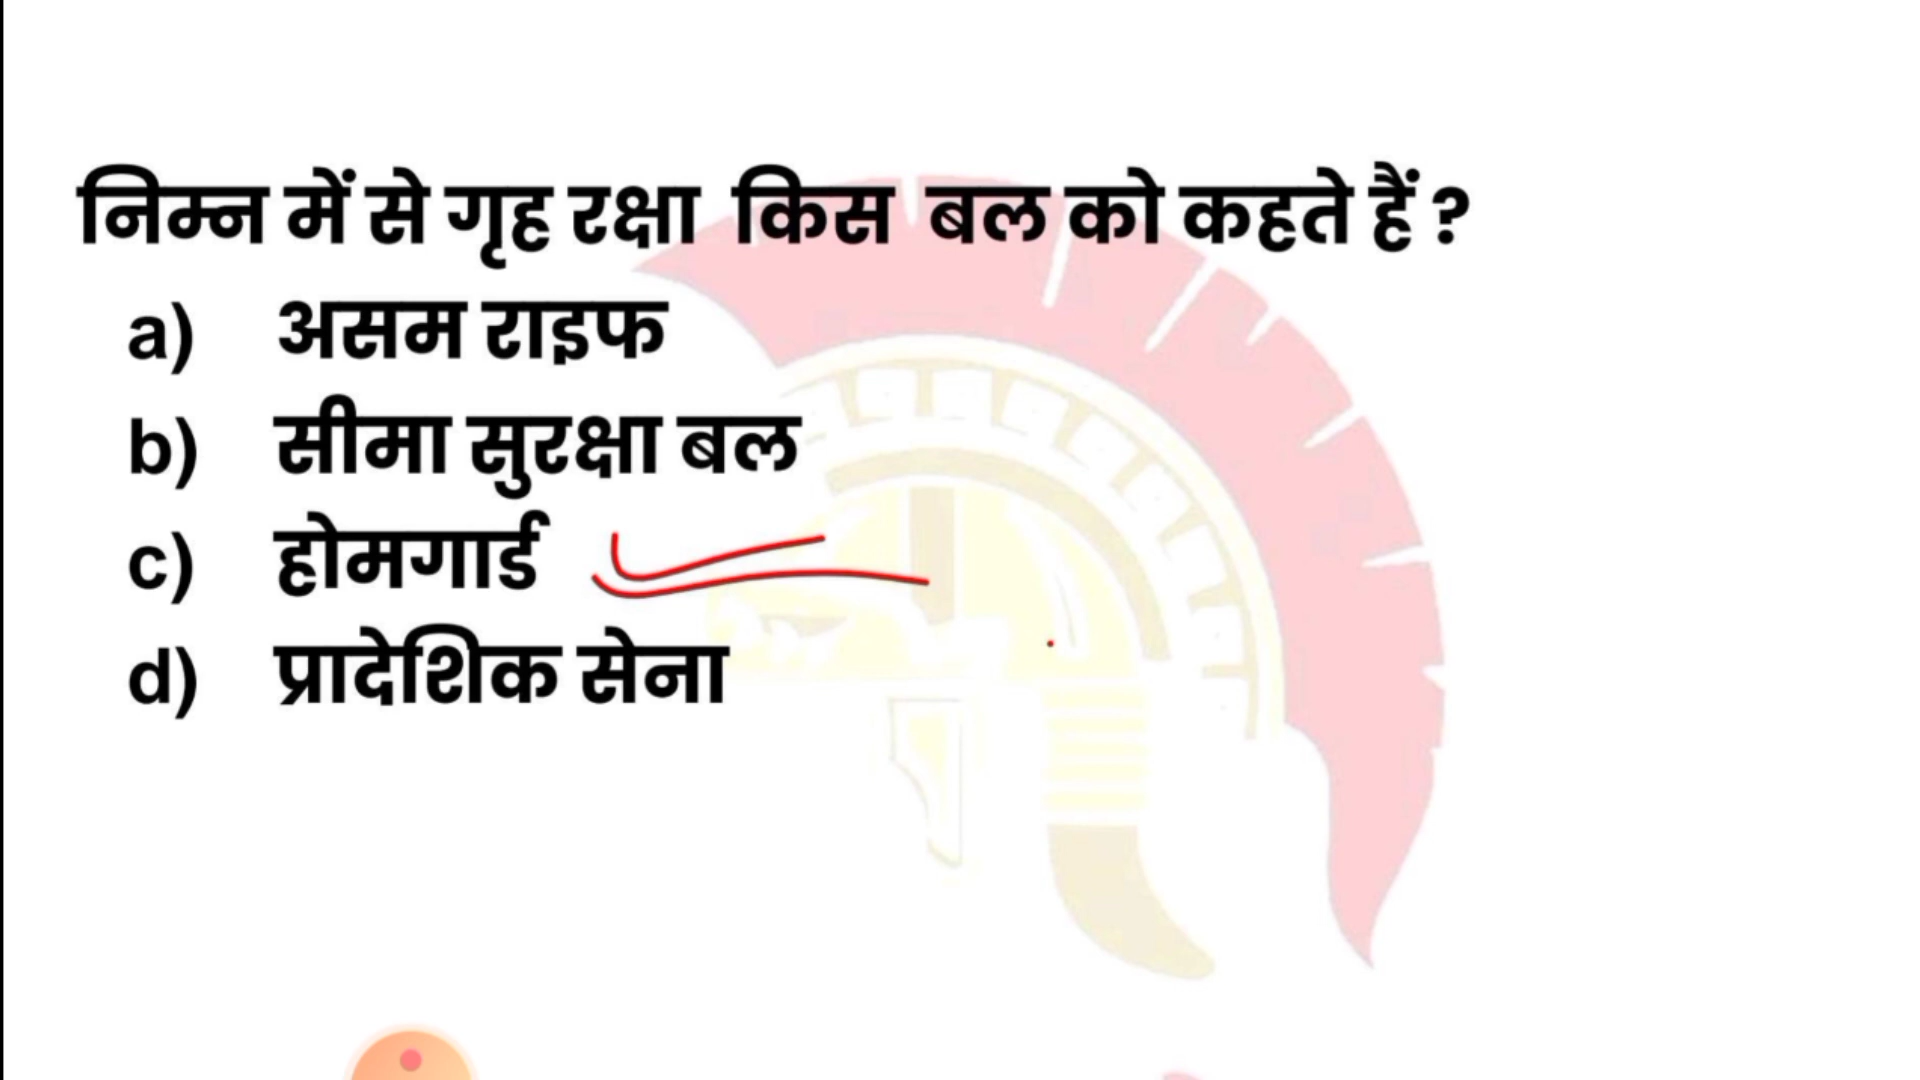 निम्न में से गृह रक्षा किस बल को कहते हैं ?
a) असम राइफ
b) सीमा सुरक्षा बल
c) होमगार्ड
d) प्रादेशिक सेना